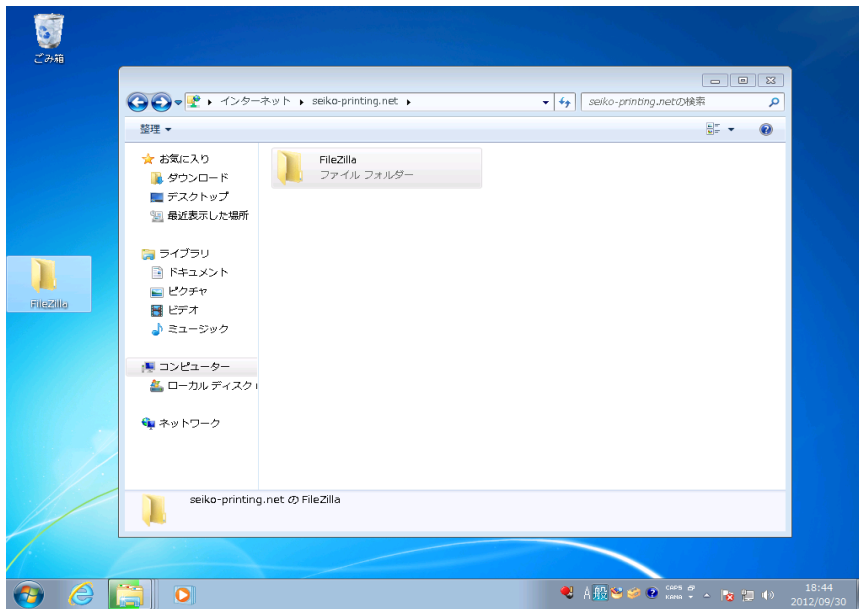 ごみ箱
インターネット ▸ seiko-printing.net ▸
seiko-printing.netの検索
整理
お気に入り
ダウンロード
デスクトップ
最近表示した場所
ライブラリ
ドキュメント
ピクチャ
ビデオ
ミュージック
コンピューター
ローカル ディスク
ネットワーク
FileZilla
ファイル フォルダー
FileZilla
seiko-printing.net の FileZilla
A 般
CAPS
KANA
18:44
2012/09/30